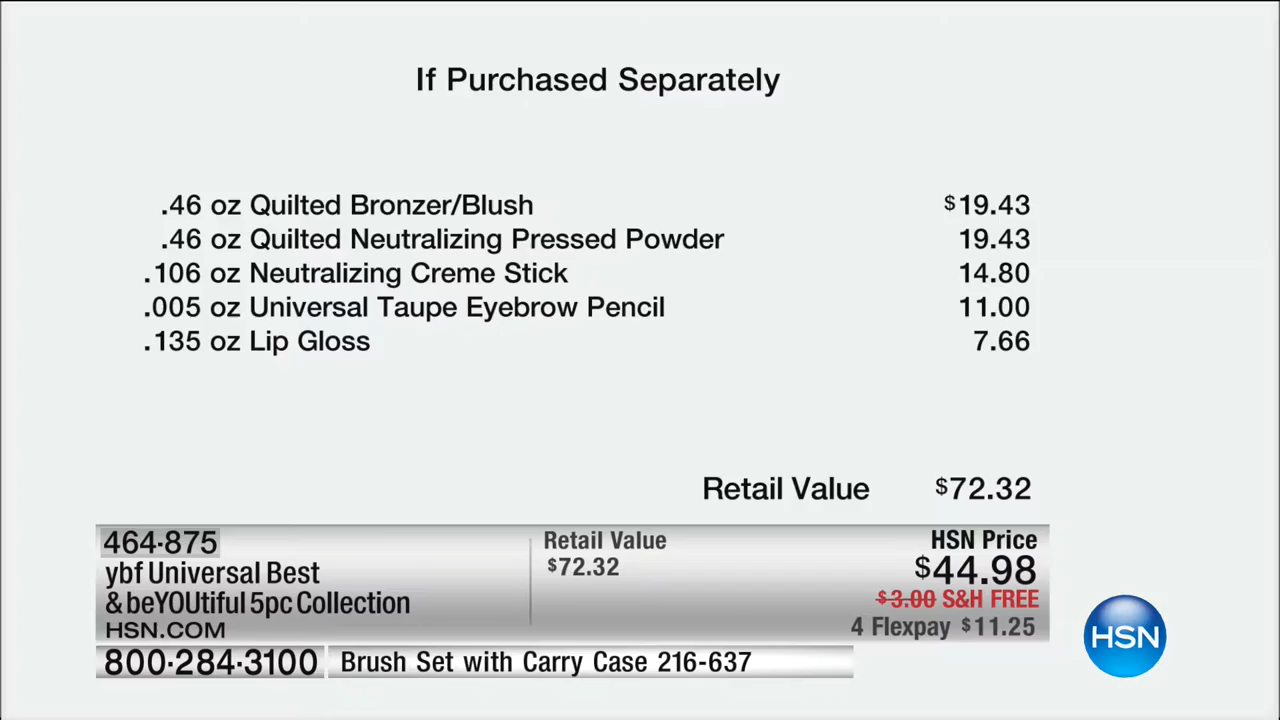 If Purchased Separately
.46 oz Quilted Bronzer/Blush $19.43
.46 oz Quilted Neutralizing Pressed Powder 19.43
.106 oz Neutralizing Creme Stick 14.80
.005 oz Universal Taupe Eyebrow Pencil 11.00
.135 oz Lip Gloss 7.66
Retail Value $72.32
464·875
ybf Universal Best
& beYOUtiful 5pc Collection
HSN.COM
Retail Value
$72.32
HSN Price
$44.98
$3.00 S&H FREE
4 Flexpay $11.25
HSN
800·284·3100 Brush Set with Carry Case 216-637